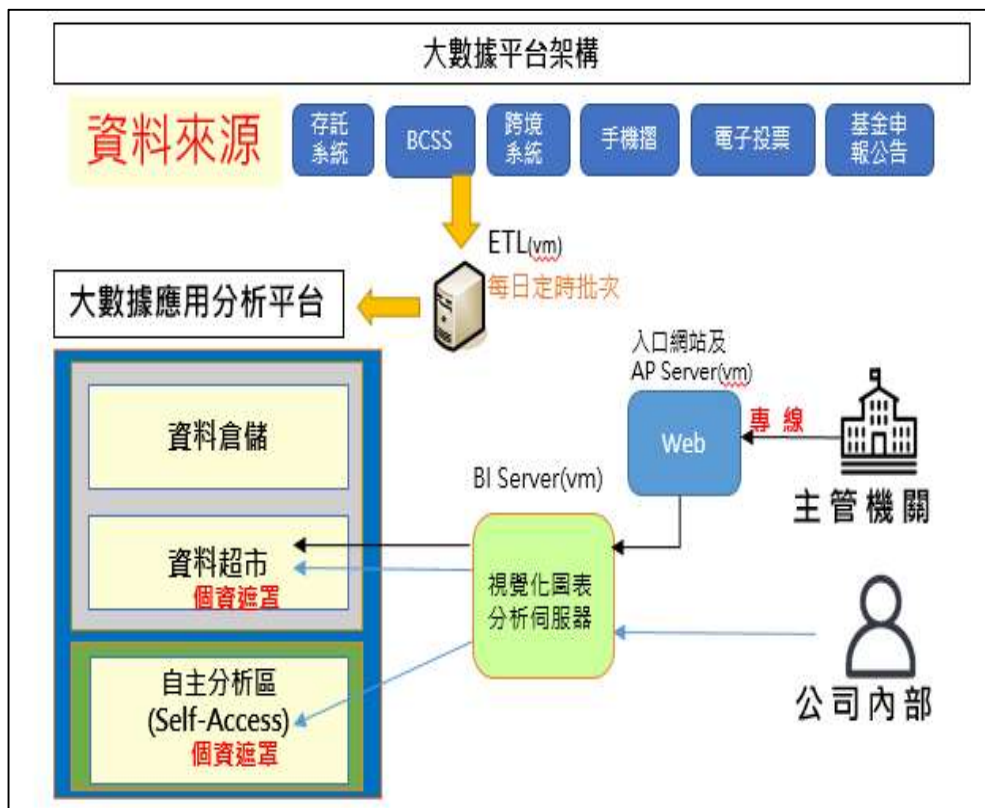 大數據平台架構
資料來源
存託
系統
BCSS
跨境
系統
手機摺
電子投票
基金申
報公告
ETL(vm)
每日定時批次
大數據應用分析平台
入口網站及
AP Server(vm)
Web
專 線
主管機關
BI Server(vm)
資料倉儲
資料超市
個資遮罩
視覺化圖表
分析伺服器
自主分析區
(Self-Access)
個資遮罩
公司內部